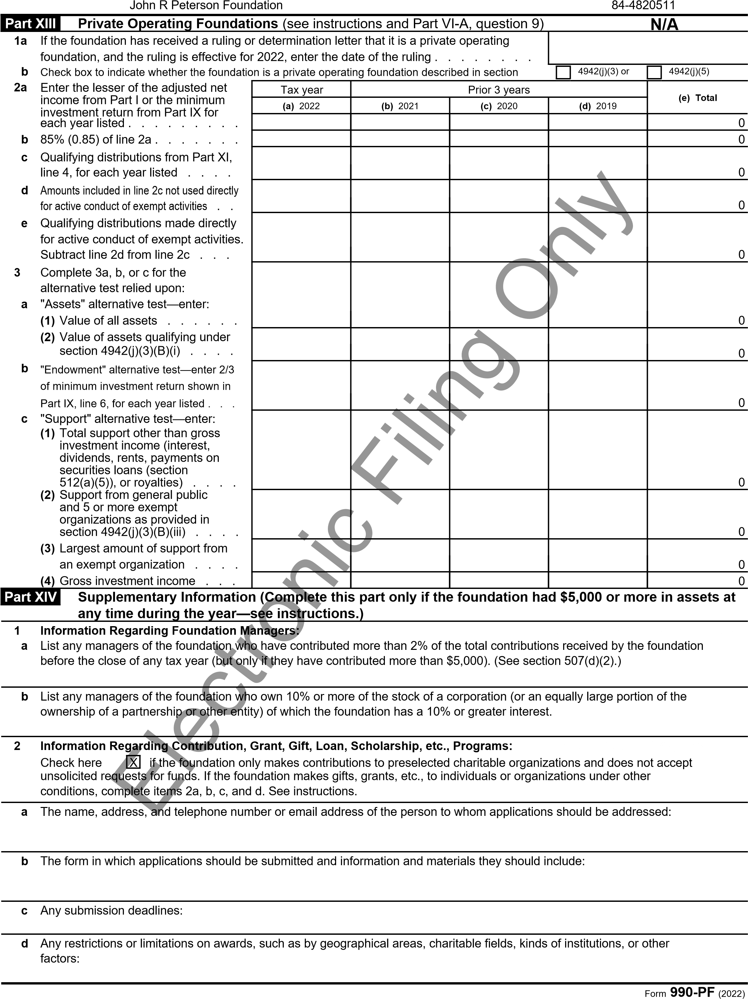 John R Peterson Foundation 84-4820511
Part XIII Private Operating Foundations (see instructions and Part VI-A, question 9) N/A
1a If the foundation has received a ruling or determination letter that it is a private operating
foundation, and the ruling is effective for 2022, enter the date of the ruling . . . . . . . .
b Check box to indicate whether the foundation is a private operating foundation described in section 4942(j)(3) or 4942(j)(5)
2a Enter the lesser of the adjusted net
income from Part I or the minimum
investment return from Part IX for
each year listed . . . . . . . . .
Tax year Prior 3 years (e) Total
(a) 2022 (b) 2021 (c) 2020 (d) 2019
0
b 85% (0.85) of line 2a . . . . . . . 0
c Qualifying distributions from Part XI,
line 4, for each year listed . . . . 0
d Amounts included in line 2c not used directly
for active conduct of exempt activities . . 0
e Qualifying distributions made directly
for active conduct of exempt activities.
Subtract line 2d from line 2c . . . 0
3 Complete 3a, b, or c for the
alternative test relied upon:
a "Assets" alternative test—enter:
(1) Value of all assets . . . . . . 0
(2) Value of assets qualifying under
section 4942(j)(3)(B)(i) . . . . 0
b "Endowment" alternative test—enter 2/3
of minimum investment return shown in
Part IX, line 6, for each year listed . . . 0
c "Support" alternative test—enter:
(1) Total support other than gross
investment income (interest,
dividends, rents, payments on
securities loans (section
512(a)(5)), or royalties) . . . . 0
(2) Support from general public
and 5 or more exempt
organizations as provided in
section 4942(j)(3)(B)(iii) . . . . 0
(3) Largest amount of support from
an exempt organization . . . . 0
(4) Gross investment income . . . 0
Part XIV Supplementary Information (Complete this part only if the foundation had $5,000 or more in assets at
any time during the year—see instructions.)
1 Information Regarding Foundation Managers:
a List any managers of the foundation who have contributed more than 2% of the total contributions received by the foundation
before the close of any tax year (but only if they have contributed more than $5,000). (See section 507(d)(2).)
b List any managers of the foundation who own 10% or more of the stock of a corporation (or an equally large portion of the
ownership of a partnership or other entity) of which the foundation has a 10% or greater interest.
2 Information Regarding Contribution, Grant, Gift, Loan, Scholarship, etc., Programs:
Check here X if the foundation only makes contributions to preselected charitable organizations and does not accept
unsolicited requests for funds. If the foundation makes gifts, grants, etc., to individuals or organizations under other
conditions, complete items 2a, b, c, and d. See instructions.
a The name, address, and telephone number or email address of the person to whom applications should be addressed:
b The form in which applications should be submitted and information and materials they should include:
c Any submission deadlines:
d Any restrictions or limitations on awards, such as by geographical areas, charitable fields, kinds of institutions, or other
factors:
Form 990-PF (2022)
Electronic Filing Only